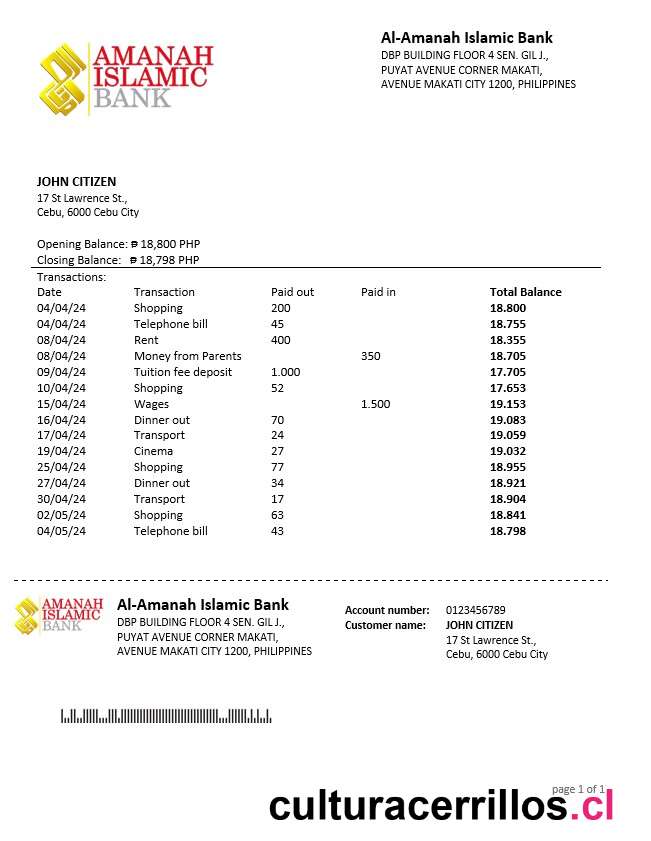 AMANAH
ISLAMIC
BANK
Al-Amanah Islamic Bank
DBP BUILDING FLOOR 4 SEN. GIL J.,
PUYAT AVENUE CORNER MAKATI,
AVENUE MAKATI CITY 1200, PHILIPPINES
JOHN CITIZEN
17 St Lawrence St.,
Cebu, 6000 Cebu City
Opening Balance: ₱ 18,800 PHP
Closing Balance: ₱ 18,798 PHP
Transactions:
Date Transaction Paid out Paid in Total Balance
04/04/24 Shopping 200 18.800
04/04/24 Telephone bill 45 18.755
08/04/24 Rent 400 18.355
08/04/24 Money from Parents 350 18.705
09/04/24 Tuition fee deposit 1.000 17.705
10/04/24 Shopping 52 17.653
15/04/24 Wages 1.500 19.153
16/04/24 Dinner out 70 19.083
17/04/24 Transport 24 19.059
19/04/24 Cinema 27 19.032
25/04/24 Shopping 77 18.955
27/04/24 Dinner out 34 18.921
30/04/24 Transport 17 18.904
02/05/24 Shopping 63 18.841
04/05/24 Telephone bill 43 18.798
AMANAH
ISLAMIC
BANK
Al-Amanah Islamic Bank
DBP BUILDING FLOOR 4 SEN. GIL J.,
PUYAT AVENUE CORNER MAKATI,
AVENUE MAKATI CITY 1200, PHILIPPINES
Account number: 0123456789
Customer name: JOHN CITIZEN
17 St Lawrence St.,
Cebu, 6000 Cebu City
page 1 of 1
culturacerrillos.cl